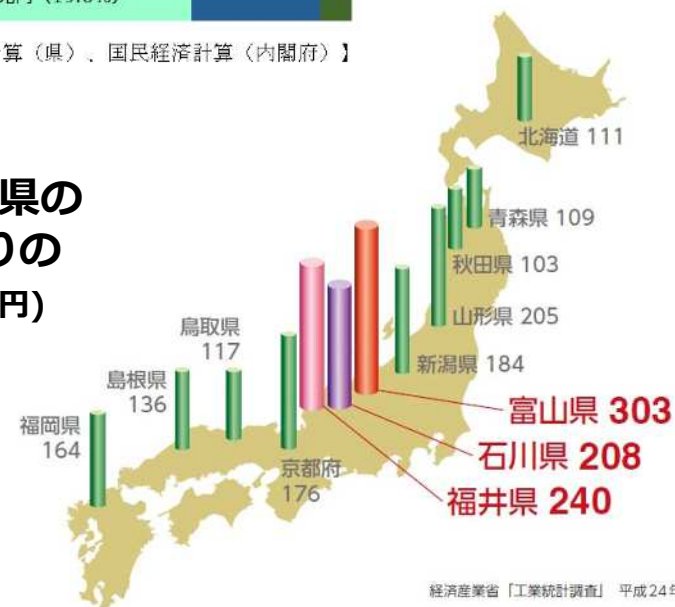 算（県）、国民経済計算（内閣府）】
県の
りの
円)
北海道 111
青森県 109
秋田県 103
山形県 205
新潟県 184
富山県 303
石川県 208
福井県 240
京都府
176
鳥取県
117
島根県
136
福岡県
164
経済産業省「工業統計調査」 平成24年